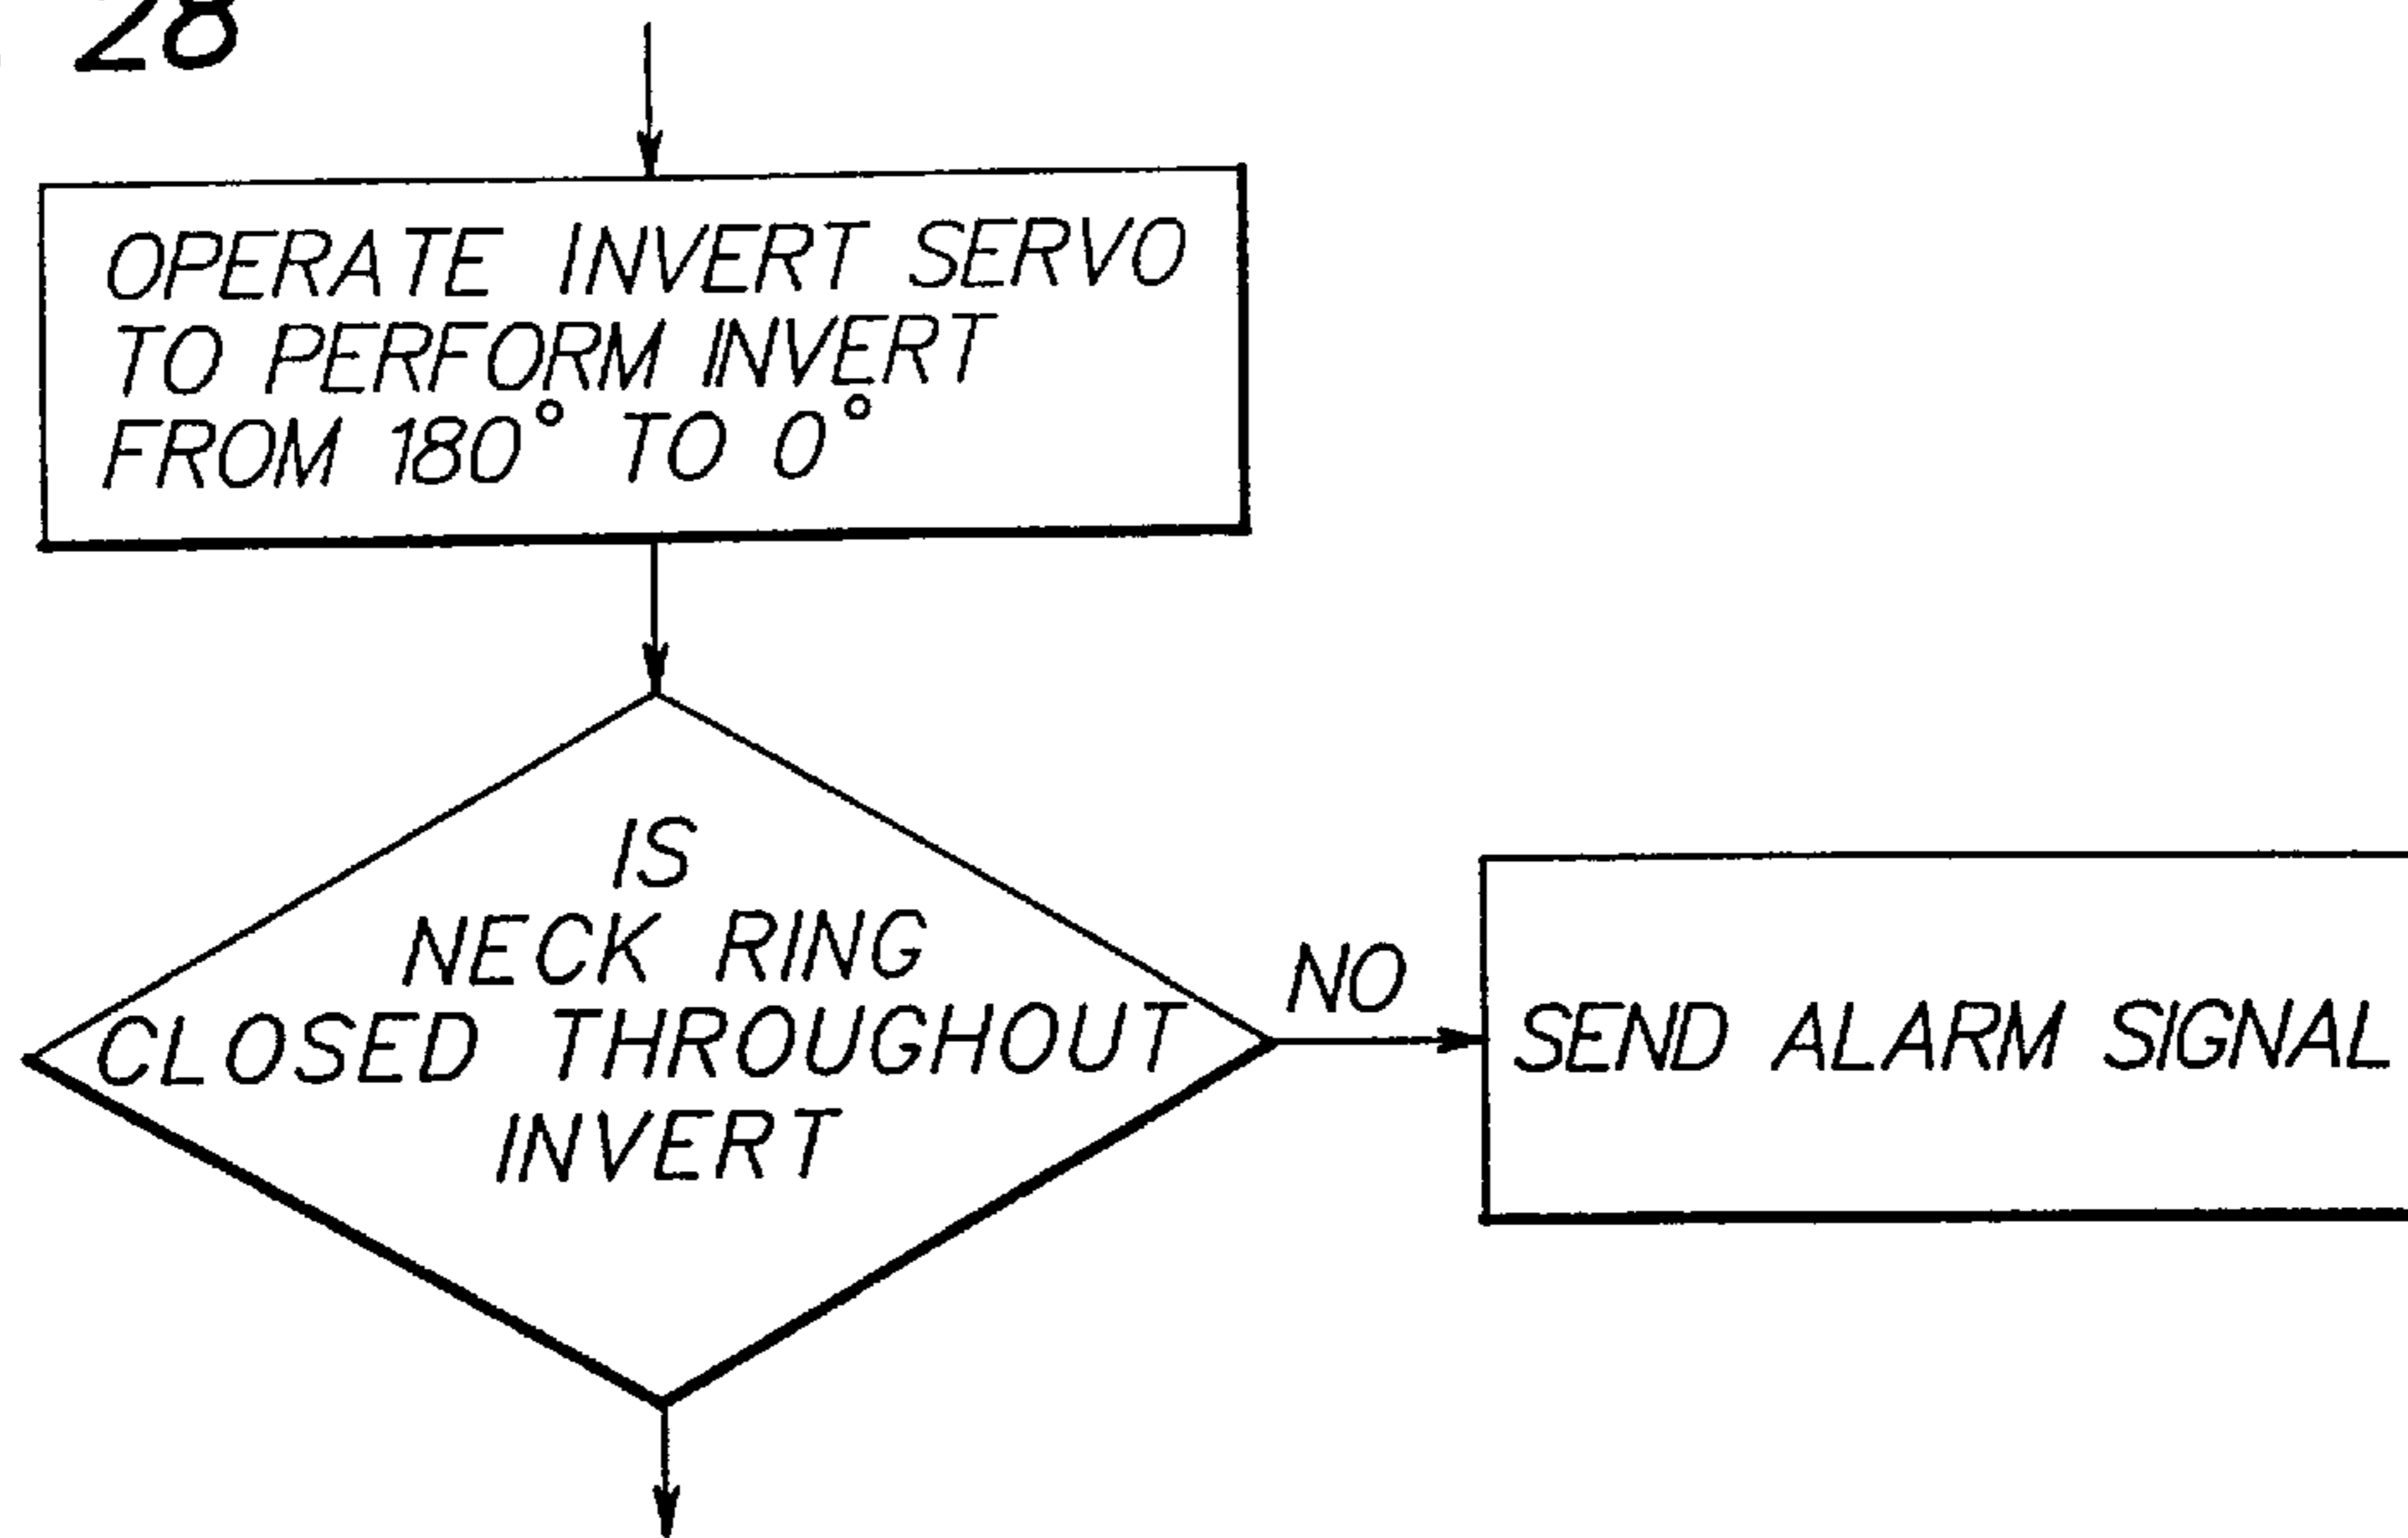 28
OPERATE INVERT SERVO
TO PERFORM INVERT
FROM 180° TO 0°
IS
NECK RING
CLOSED THROUGHOUT
INVERT
NO
SEND ALARM SIGNAL